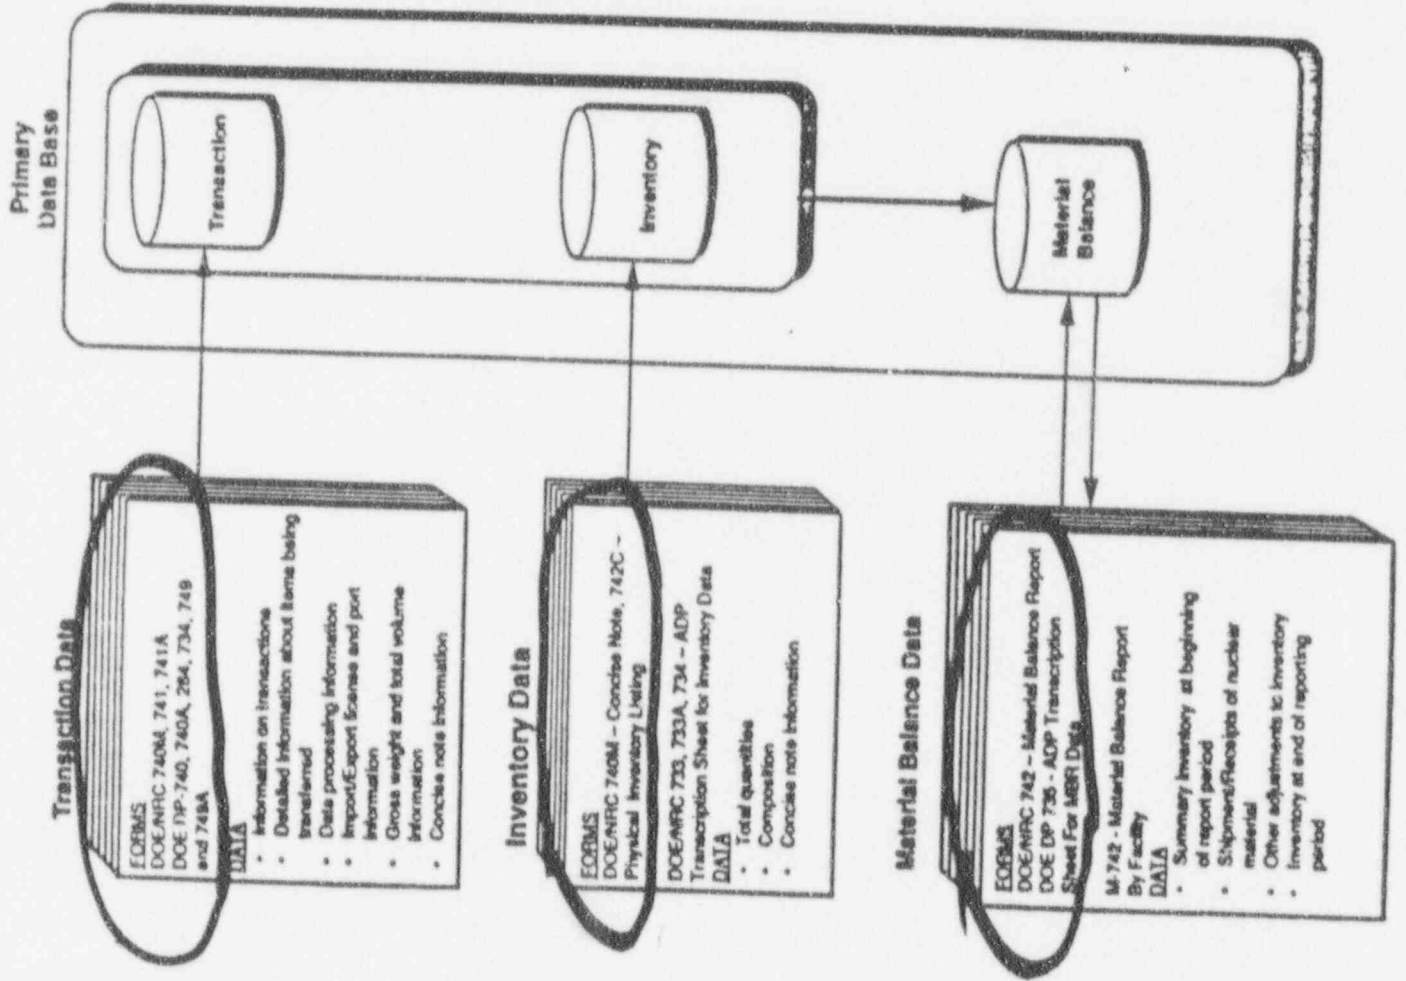 Primary
Data Base
Transaction
Inventory
Material
Balance
Transaction Data
FORMS
DOE/NRC 740M, 741, 741A
DOE DP-740, 740A, 284, 734, 749
and 749A
DATA
• Information on transactions
• Detailed information about items being
transferred
• Data processing information
• Import/Export license and port
information
• Gross weight and total volume
information
• Concise note information
Inventory Data
FORMS
DOE/NRC 740M – Concise Note, 742C –
Physical Inventory Listing
DOE/NRC 733, 733A, 734 – ADP
Transcription Sheet for Inventory Data
DATA
• Total quantities
• Composition
• Concise note information
Material Balance Data
FORMS
DOE/NRC 742 – Material Balance Report
DOE DP 735 - ADP Transcription
Sheet For MBR Data
M-742 - Material Balance Report
By Facility
DATA
• Summary inventory at beginning
of report period
• Shipment/Receipts of nuclear
material
• Other adjustments to inventory
• Inventory at end of reporting
period